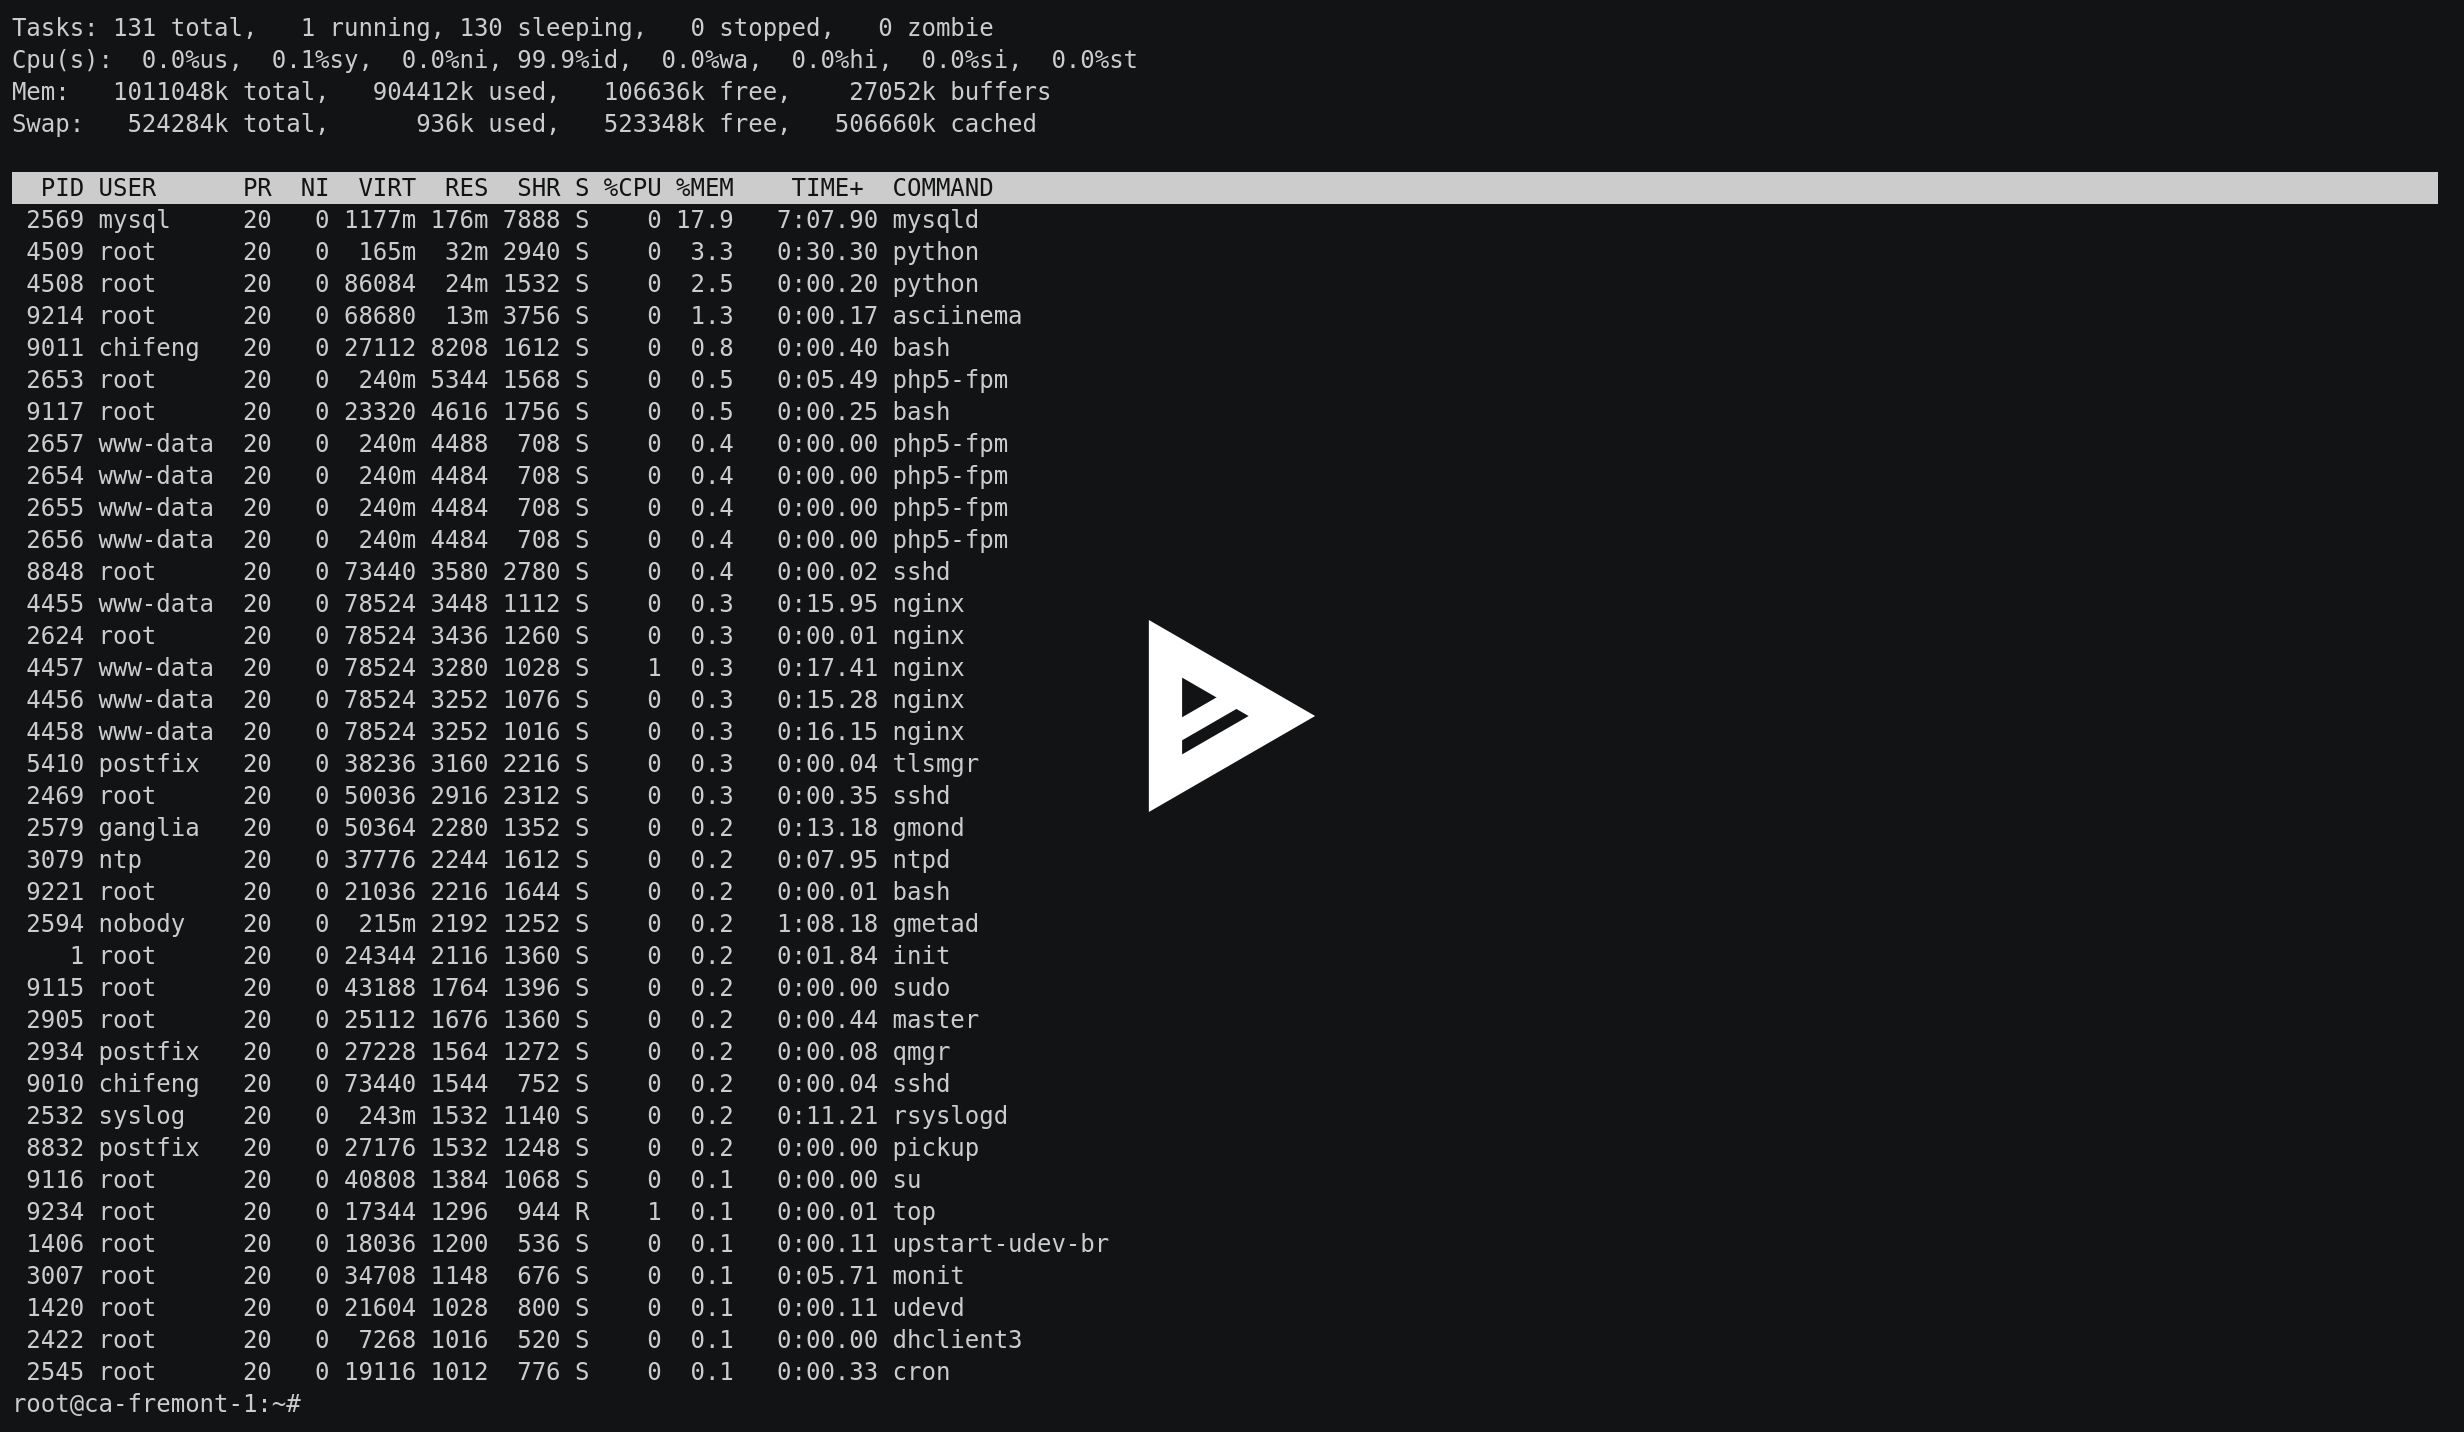 Tasks: 131 total,   1 running, 130 sleeping,   0 stopped,   0 zombie
Cpu(s):  0.0%us,  0.1%sy,  0.0%ni, 99.9%id,  0.0%wa,  0.0%hi,  0.0%si,  0.0%st
Mem:   1011048k total,   904412k used,   106636k free,    27052k buffers
Swap:   524284k total,      936k used,   523348k free,   506660k cached

  PID USER      PR  NI  VIRT  RES  SHR S %CPU %MEM    TIME+  COMMAND
 2569 mysql     20   0 1177m 176m 7888 S    0 17.9   7:07.90 mysqld
 4509 root      20   0  165m  32m 2940 S    0  3.3   0:30.30 python
 4508 root      20   0 86084  24m 1532 S    0  2.5   0:00.20 python
 9214 root      20   0 68680  13m 3756 S    0  1.3   0:00.17 asciinema
 9011 chifeng   20   0 27112 8208 1612 S    0  0.8   0:00.40 bash
 2653 root      20   0  240m 5344 1568 S    0  0.5   0:05.49 php5-fpm
 9117 root      20   0 23320 4616 1756 S    0  0.5   0:00.25 bash
 2657 www-data  20   0  240m 4488  708 S    0  0.4   0:00.00 php5-fpm
 2654 www-data  20   0  240m 4484  708 S    0  0.4   0:00.00 php5-fpm
 2655 www-data  20   0  240m 4484  708 S    0  0.4   0:00.00 php5-fpm
 2656 www-data  20   0  240m 4484  708 S    0  0.4   0:00.00 php5-fpm
 8848 root      20   0 73440 3580 2780 S    0  0.4   0:00.02 sshd
 4455 www-data  20   0 78524 3448 1112 S    0  0.3   0:15.95 nginx
 2624 root      20   0 78524 3436 1260 S    0  0.3   0:00.01 nginx
 4457 www-data  20   0 78524 3280 1028 S    1  0.3   0:17.41 nginx
 4456 www-data  20   0 78524 3252 1076 S    0  0.3   0:15.28 nginx
 4458 www-data  20   0 78524 3252 1016 S    0  0.3   0:16.15 nginx
 5410 postfix   20   0 38236 3160 2216 S    0  0.3   0:00.04 tlsmgr
 2469 root      20   0 50036 2916 2312 S    0  0.3   0:00.35 sshd
 2579 ganglia   20   0 50364 2280 1352 S    0  0.2   0:13.18 gmond
 3079 ntp       20   0 37776 2244 1612 S    0  0.2   0:07.95 ntpd
 9221 root      20   0 21036 2216 1644 S    0  0.2   0:00.01 bash
 2594 nobody    20   0  215m 2192 1252 S    0  0.2   1:08.18 gmetad
    1 root      20   0 24344 2116 1360 S    0  0.2   0:01.84 init
 9115 root      20   0 43188 1764 1396 S    0  0.2   0:00.00 sudo
 2905 root      20   0 25112 1676 1360 S    0  0.2   0:00.44 master
 2934 postfix   20   0 27228 1564 1272 S    0  0.2   0:00.08 qmgr
 9010 chifeng   20   0 73440 1544  752 S    0  0.2   0:00.04 sshd
 2532 syslog    20   0  243m 1532 1140 S    0  0.2   0:11.21 rsyslogd
 8832 postfix   20   0 27176 1532 1248 S    0  0.2   0:00.00 pickup
 9116 root      20   0 40808 1384 1068 S    0  0.1   0:00.00 su
 9234 root      20   0 17344 1296  944 R    1  0.1   0:00.01 top
 1406 root      20   0 18036 1200  536 S    0  0.1   0:00.11 upstart-udev-br
 3007 root      20   0 34708 1148  676 S    0  0.1   0:05.71 monit
 1420 root      20   0 21604 1028  800 S    0  0.1   0:00.11 udevd
 2422 root      20   0  7268 1016  520 S    0  0.1   0:00.00 dhclient3
 2545 root      20   0 19116 1012  776 S    0  0.1   0:00.33 cron
root@ca-fremont-1:~#